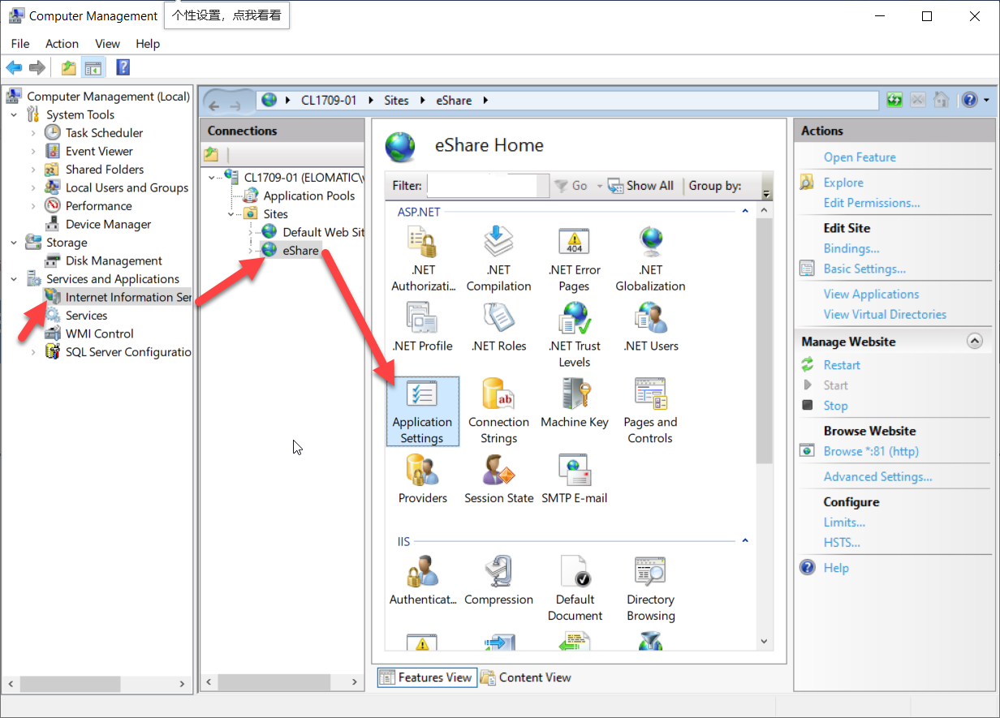 Computer Management
个性设置，点我看看
File Action View Help
Computer Management (Local)
System Tools
Task Scheduler
Event Viewer
Shared Folders
Local Users and Groups
Performance
Device Manager
Storage
Disk Management
Services and Applications
Internet Information Ser
Services
WMI Control
SQL Server Configuratio
CL1709-01 Sites eShare
Connections
CL1709-01 (ELOMATIC\
Application Pools
Sites
Default Web Sit
eShare
eShare Home
Filter: Go Show All Group by:
ASP.NET
.NET Authorizati...
.NET Compilation
.NET Error Pages
.NET Globalization
.NET Profile
.NET Roles
.NET Trust Levels
.NET Users
Application Settings
Connection Strings
Machine Key
Pages and Controls
Providers
Session State
SMTP E-mail
IIS
Authenticat...
Compression
Default Document
Directory Browsing
Features View
Content View
Actions
Open Feature
Explore
Edit Permissions...
Edit Site
Bindings...
Basic Settings...
View Applications
View Virtual Directories
Manage Website
Restart
Start
Stop
Browse Website
Browse *:81 (http)
Advanced Settings...
Configure
Limits...
HSTS...
Help